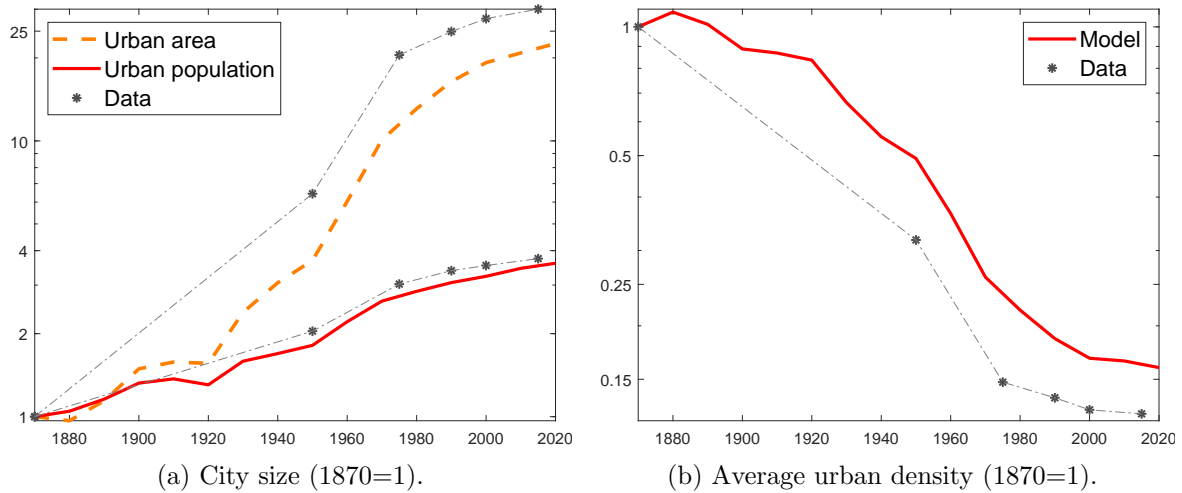 25
10
4
2
1
Urban area
Urban population
Data
1880 1900 1920 1940 1960 1980 2000 2020
(a) City size (1870=1).
1
0.5
0.25
0.15
Model
Data
1880 1900 1920 1940 1960 1980 2000 2020
(b) Average urban density (1870=1).